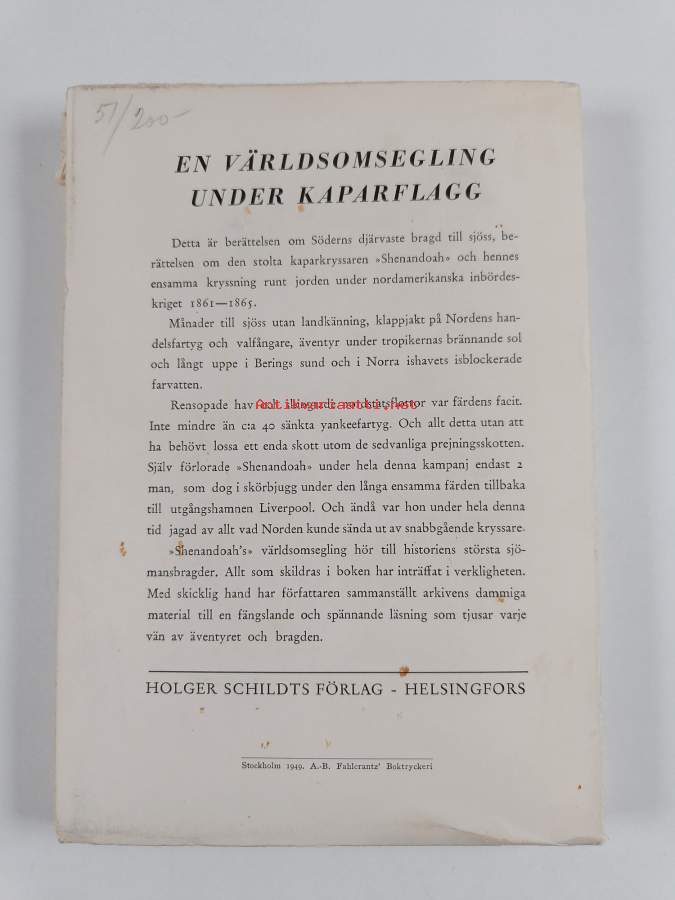 51/200-
EN VÄRLDSOMSEGLING
UNDER KAPARFLAGG
Detta är berättelsen om Söderns djärvaste bragd till sjöss, be-
rättelsen om den stolta kaparkryssaren »Shenandoah» och hennes
ensamma kryssning runt jorden under nordamerikanska inbördes-
kriget 1861—1865.
Månader till sjöss utan landkänning, klappjakt på Nordens han-
delsfartyg och valfångare, äventyr under tropikernas brännande sol
och långt uppe i Berings sund och i Norra ishavets isblockerade
farvatten.
Rensopade hav och var färdens facit.
Inte mindre än c:a 40 sänkta yankeefartyg. Och allt detta utan att
ha behövt lossa ett enda skott utom de sedvanliga prejningsskotten.
Själv förlorade »Shenandoah» under hela denna kampanj endast 2
man, som dog i skörbjugg under den långa ensamma färden tillbaka
till utgångshamnen Liverpool. Och ändå var hon under hela denna
tid jagad av allt vad Norden kunde sända ut av snabbgående kryssare.
»Shenandoah's» världsomsegling hör till historiens största sjö-
mansbragder. Allt som skildras i boken har inträffat i verkligheten.
Med skicklig hand har författaren sammanställt arkivens dammiga
material till en fängslande och spännande läsning som tjusar varje
vän av äventyret och bragden.
HOLGER SCHILDTS FÖRLAG - HELSINGFORS
Stockholm 1949. A.-B. Fahlcrantz' Boktryckeri